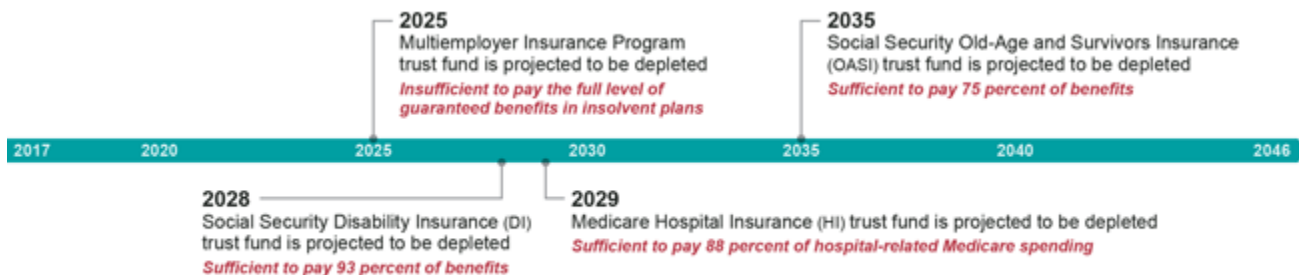 2025
Multiemployer Insurance Program
trust fund is projected to be depleted
Insufficient to pay the full level of
guaranteed benefits in insolvent plans
2035
Social Security Old-Age and Survivors Insurance
(OASI) trust fund is projected to be depleted
Sufficient to pay 75 percent of benefits
2017 2020 2025 2030 2035 2040 2046
2028
Social Security Disability Insurance (DI)
trust fund is projected to be depleted
Sufficient to pay 93 percent of benefits
2029
Medicare Hospital Insurance (HI) trust fund is projected to be depleted
Sufficient to pay 88 percent of hospital-related Medicare spending